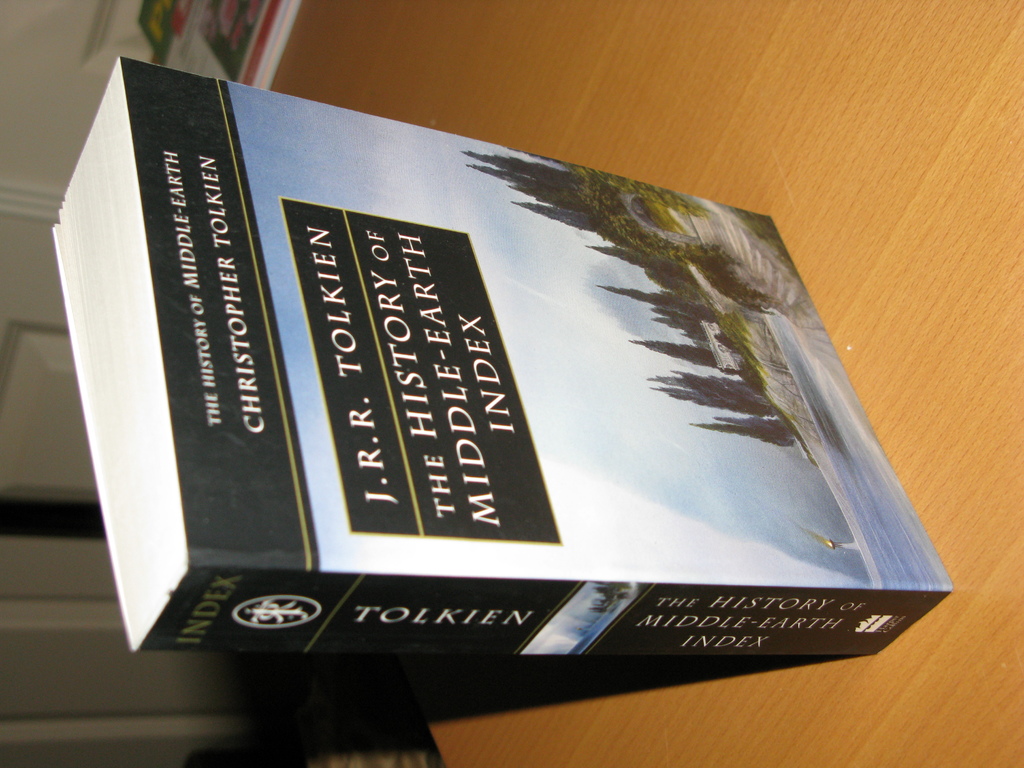 THE HISTORY OF MIDDLE-EARTH
CHRISTOPHER TOLKIEN
J.R.R. TOLKIEN
THE HISTORY OF
MIDDLE-EARTH
INDEX
INDEX
TOLKIEN
THE HISTORY OF
MIDDLE-EARTH
INDEX